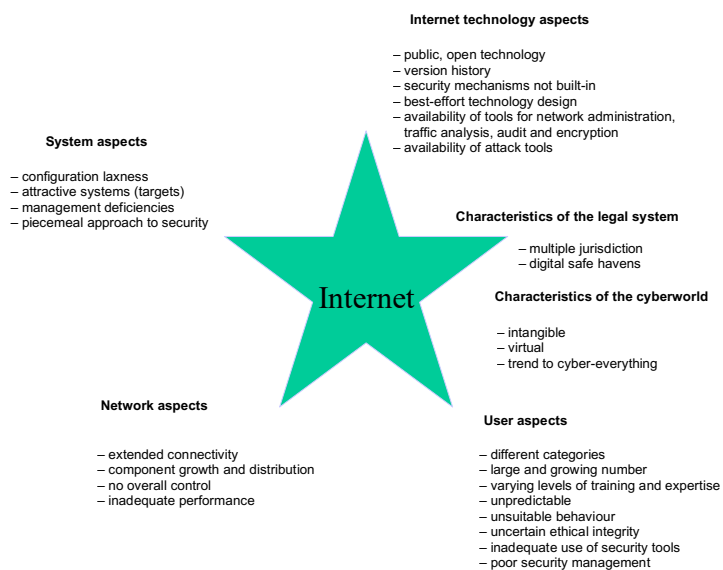 Internet technology aspects
– public, open technology
– version history
– security mechanisms not built-in
– best-effort technology design
– availability of tools for network administration,
traffic analysis, audit and encryption
– availability of attack tools
System aspects
– configuration laxness
– attractive systems (targets)
– management deficiencies
– piecemeal approach to security
Characteristics of the legal system
– multiple jurisdiction
– digital safe havens
Internet
Characteristics of the cyberworld
– intangible
– virtual
– trend to cyber-everything
Network aspects
– extended connectivity
– component growth and distribution
– no overall control
– inadequate performance
User aspects
– different categories
– large and growing number
– varying levels of training and expertise
– unpredictable
– unsuitable behaviour
– uncertain ethical integrity
– inadequate use of security tools
– poor security management